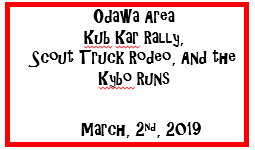 Odawa Area
Kub Kar Rally,
Scout Truck Rodeo, and the
Kybo Runs
March, 2nd, 2019